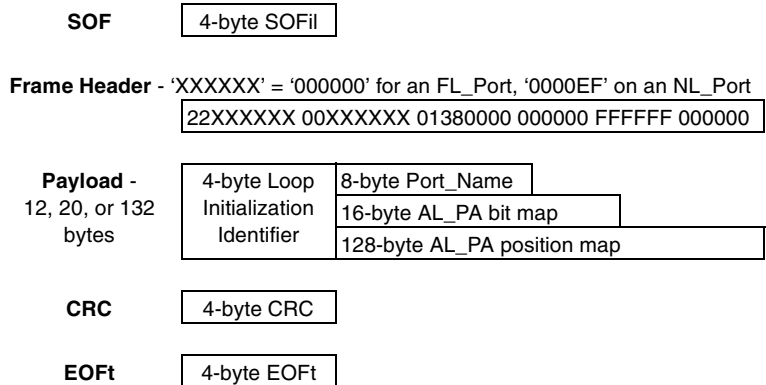 SOF 4-byte SOFil
Frame Header - ‘XXXXXX’ = ‘000000’ for an FL_Port, ‘0000EF’ on an NL_Port
22XXXXXX 00XXXXXX 01380000 000000 FFFFFF 000000
Payload - 4-byte Loop 8-byte Port_Name
12, 20, or 132 Initialization 16-byte AL_PA bit map
bytes Identifier 128-byte AL_PA position map
CRC 4-byte CRC
EOFt 4-byte EOFt